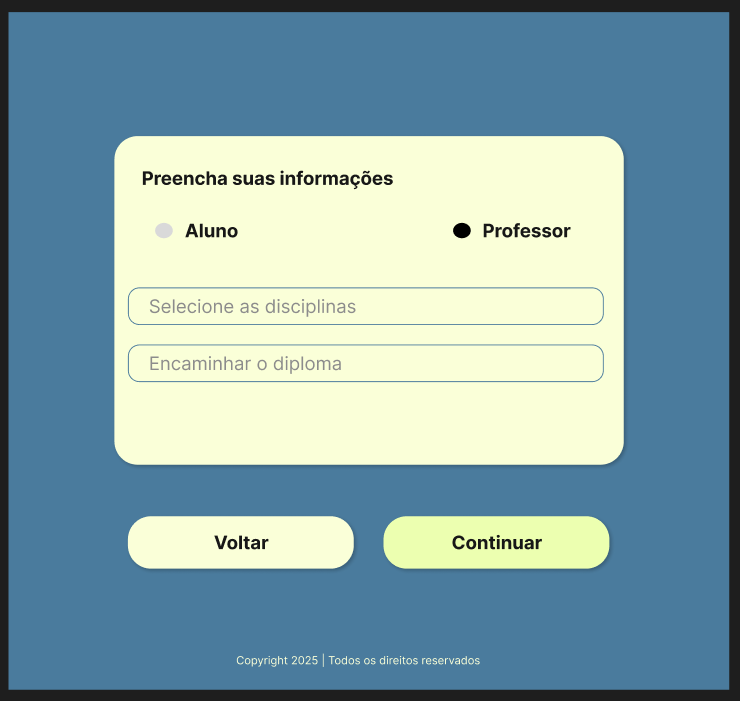 Preencha suas informações
Aluno
Professor
Selecione as disciplinas
Encaminhar o diploma
Voltar
Continuar
Copyright 2025 | Todos os direitos reservados